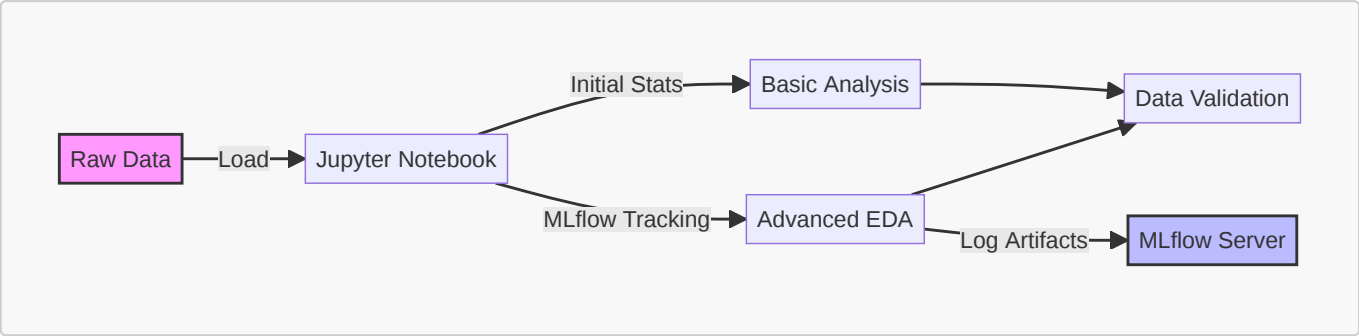 Raw Data
Load
Jupyter Notebook
Initial Stats
Basic Analysis
Data Validation
MLflow Tracking
Advanced EDA
Log Artifacts
MLflow Server